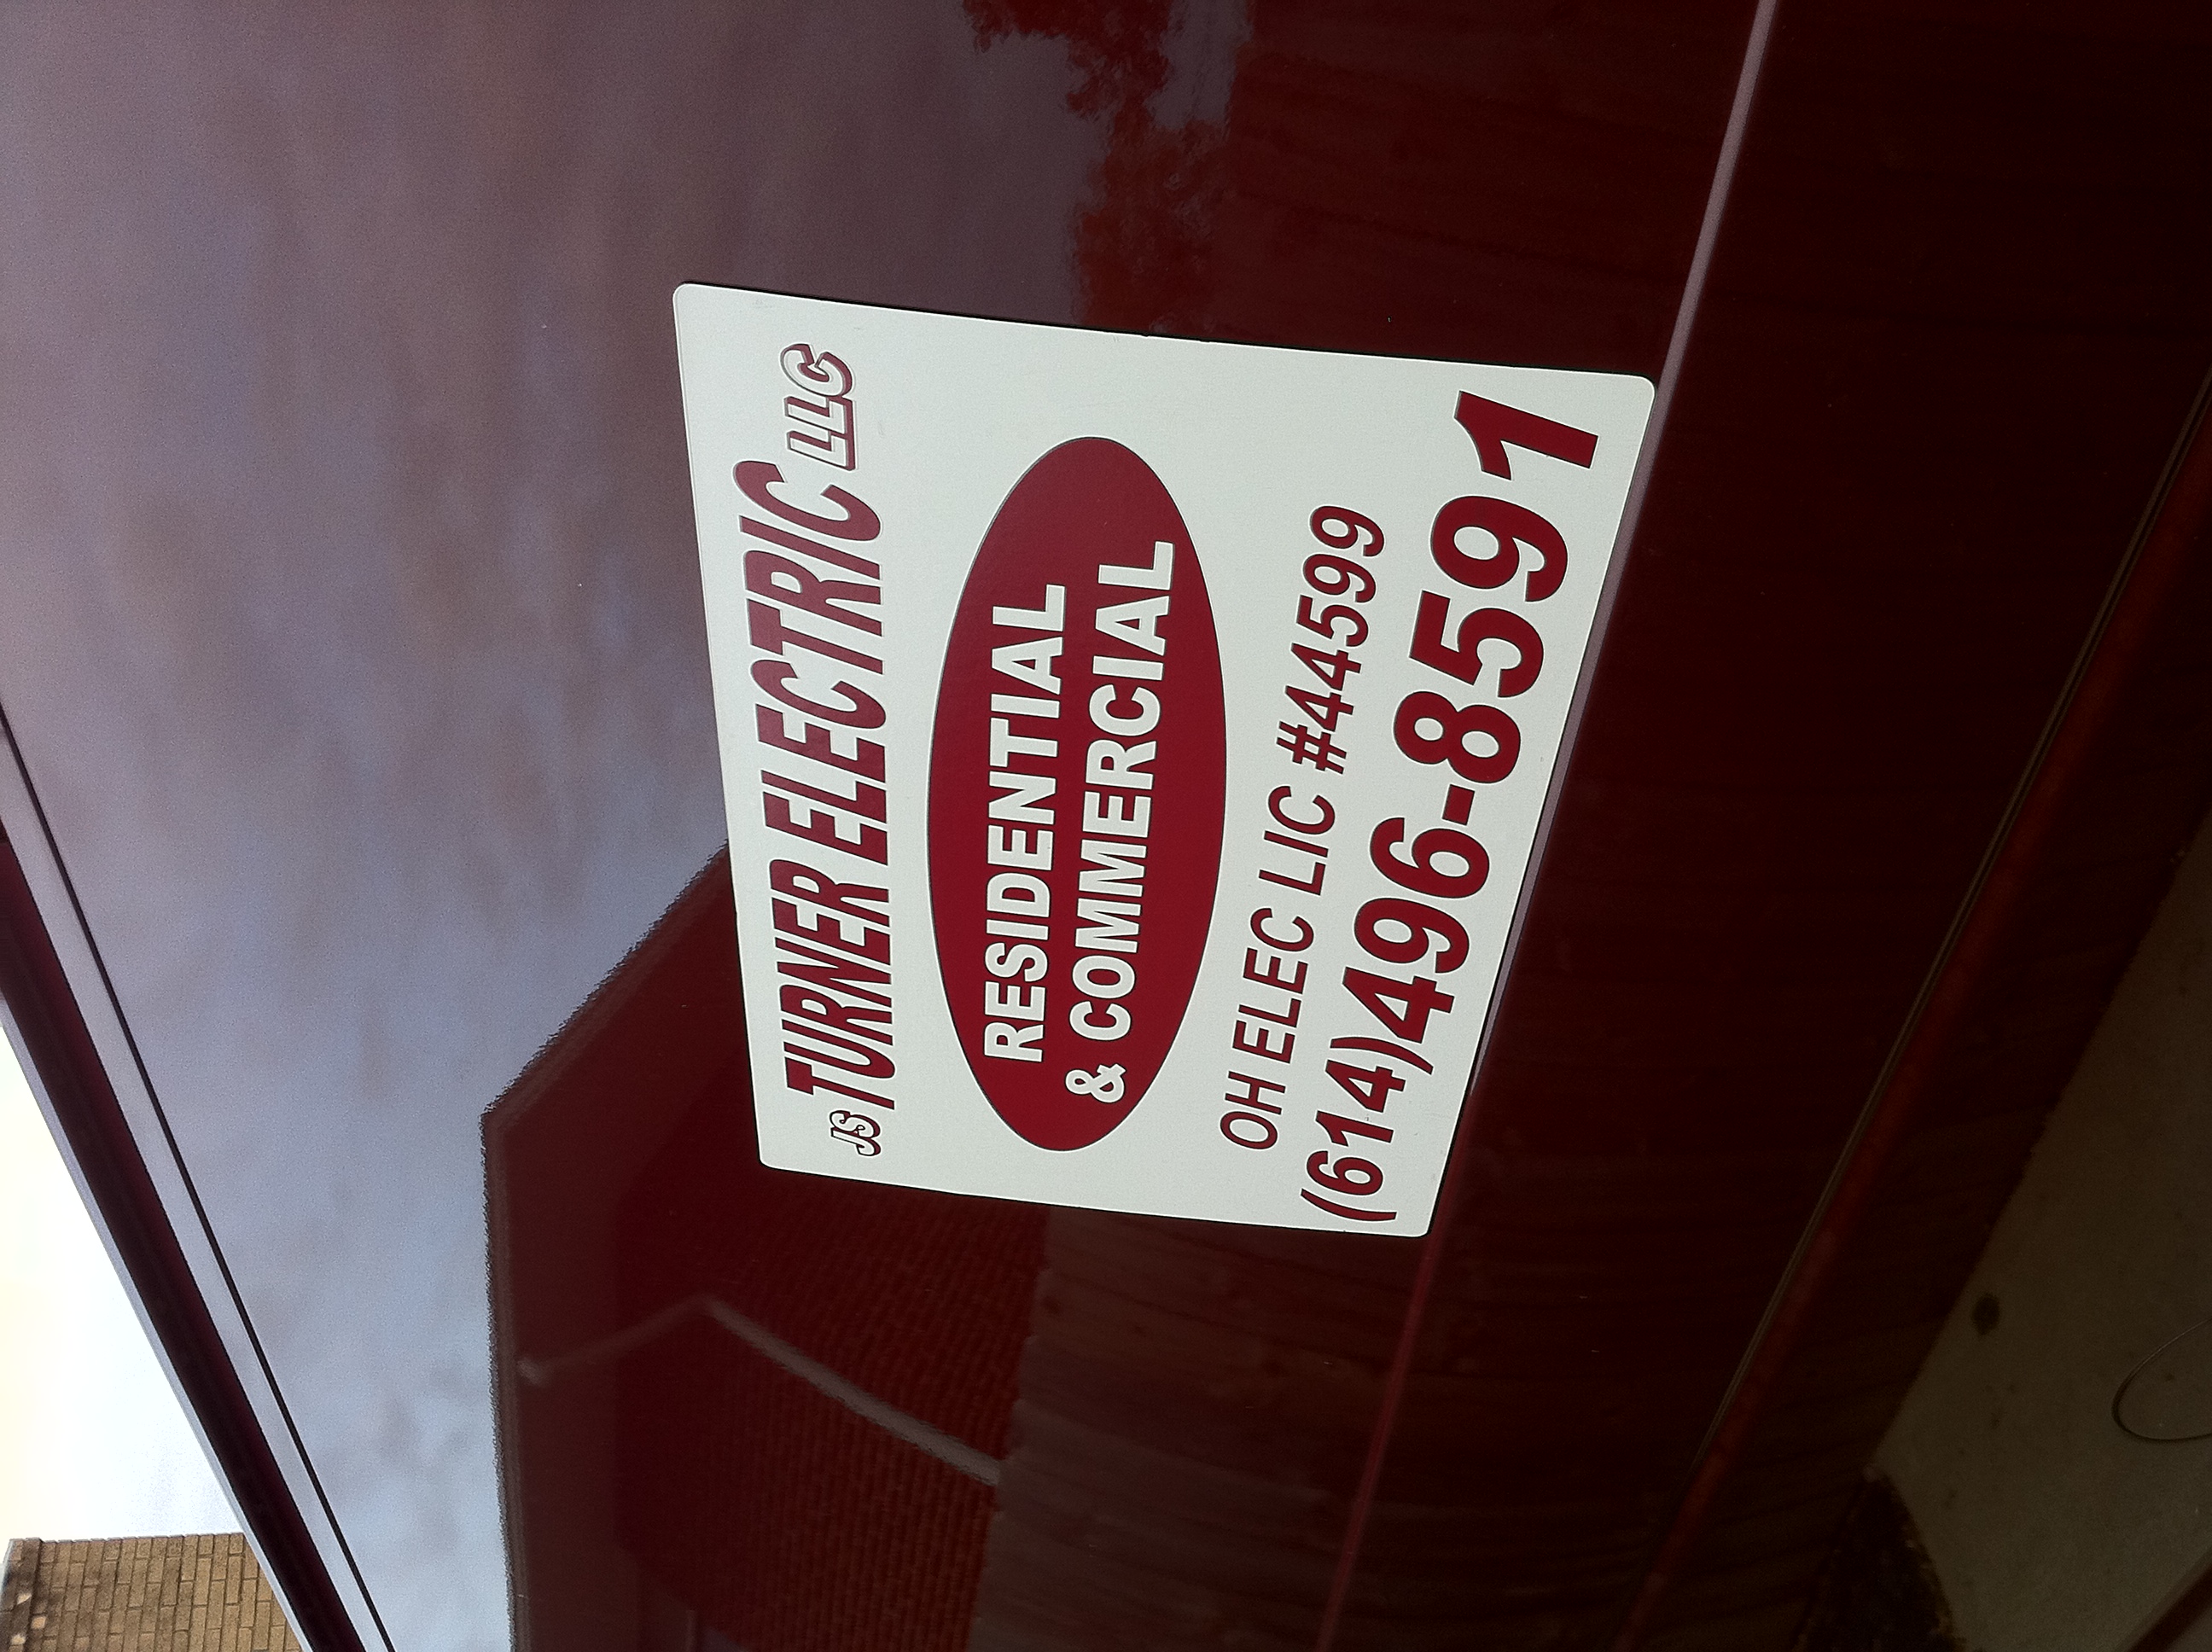 JS TURNER ELECTRIC LLC
RESIDENTIAL
& COMMERCIAL
OH ELEC LIC #44599
(614)496-8591